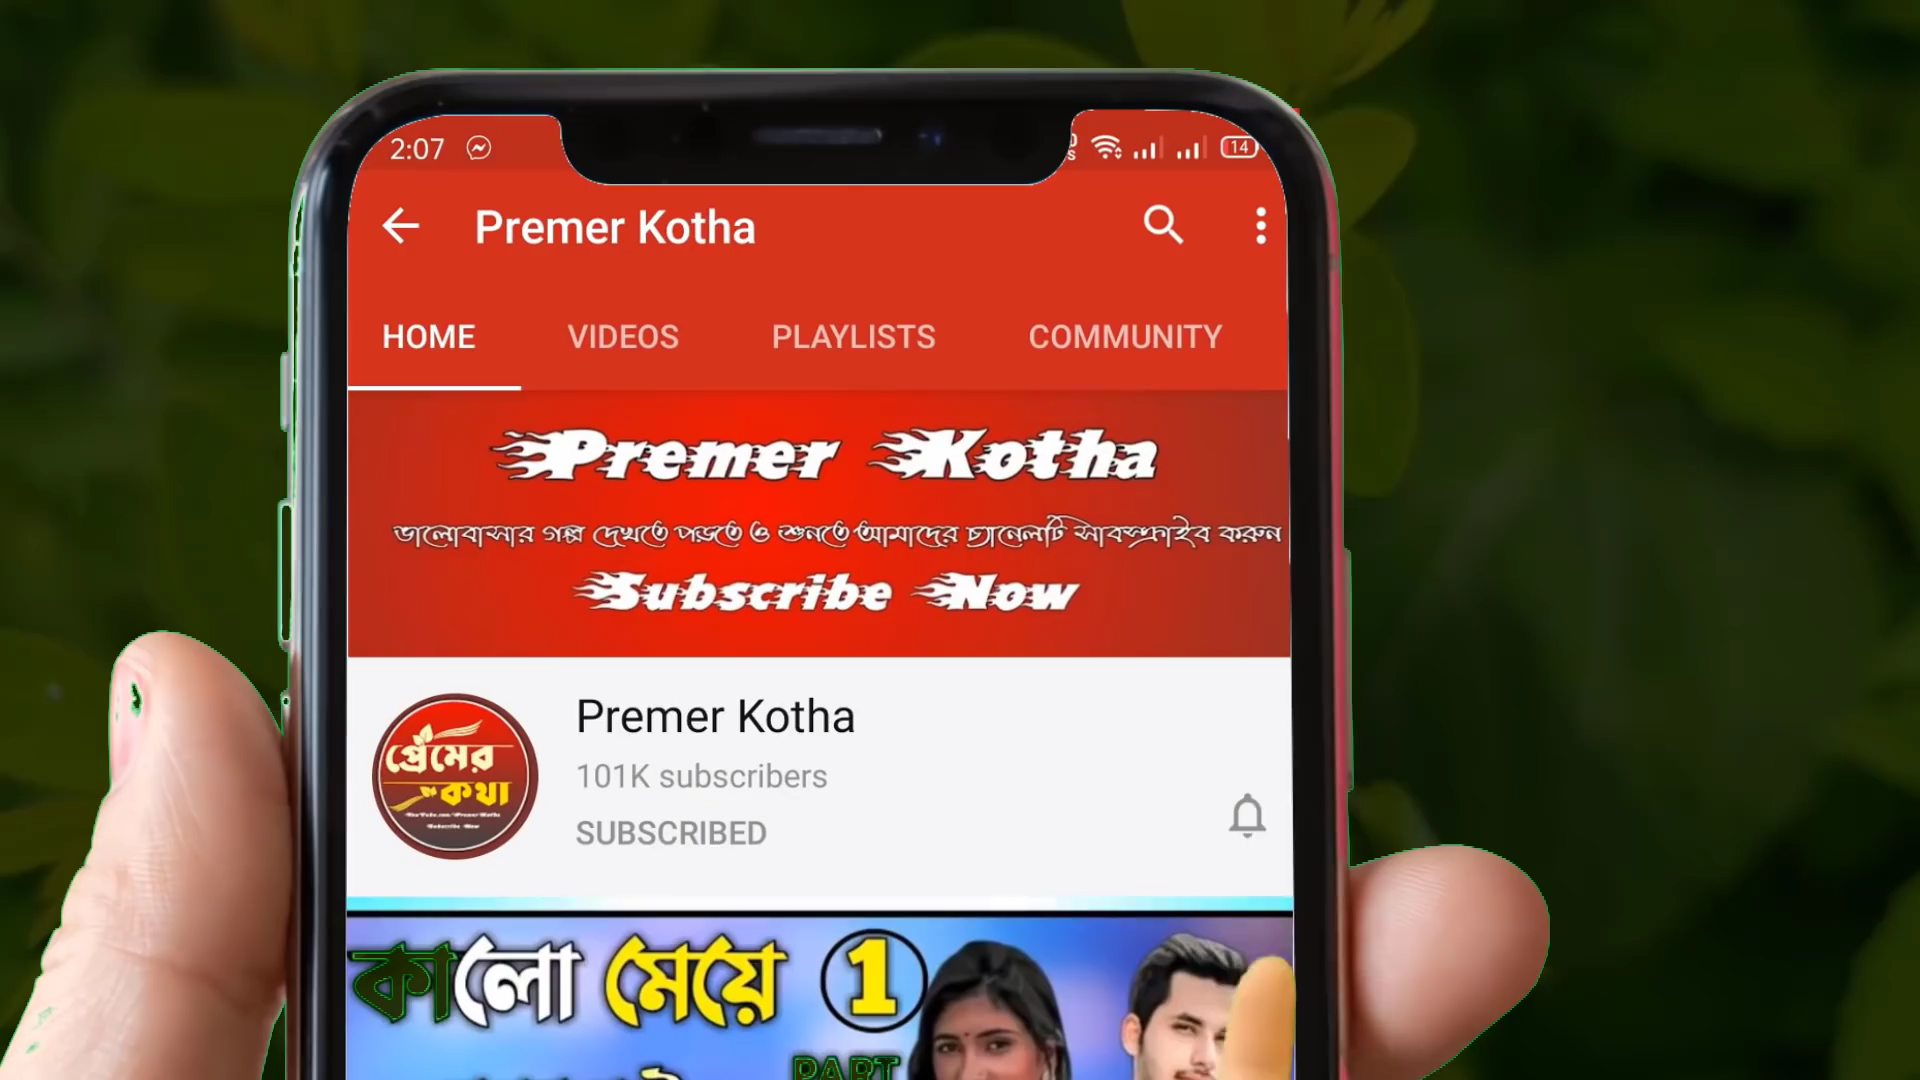 2:07
14
Premer Kotha
HOME VIDEOS PLAYLISTS COMMUNITY
Premer Kotha
ভালোবাসার গল্প দেখতে পড়তে ও শুনতে আমাদের চ্যানেলটি সাবস্ক্রাইব করুন
Subscribe Now
প্রেমের
কথা
Premer Kotha
101K subscribers
SUBSCRIBED
কালো মেয়ে 1
PART